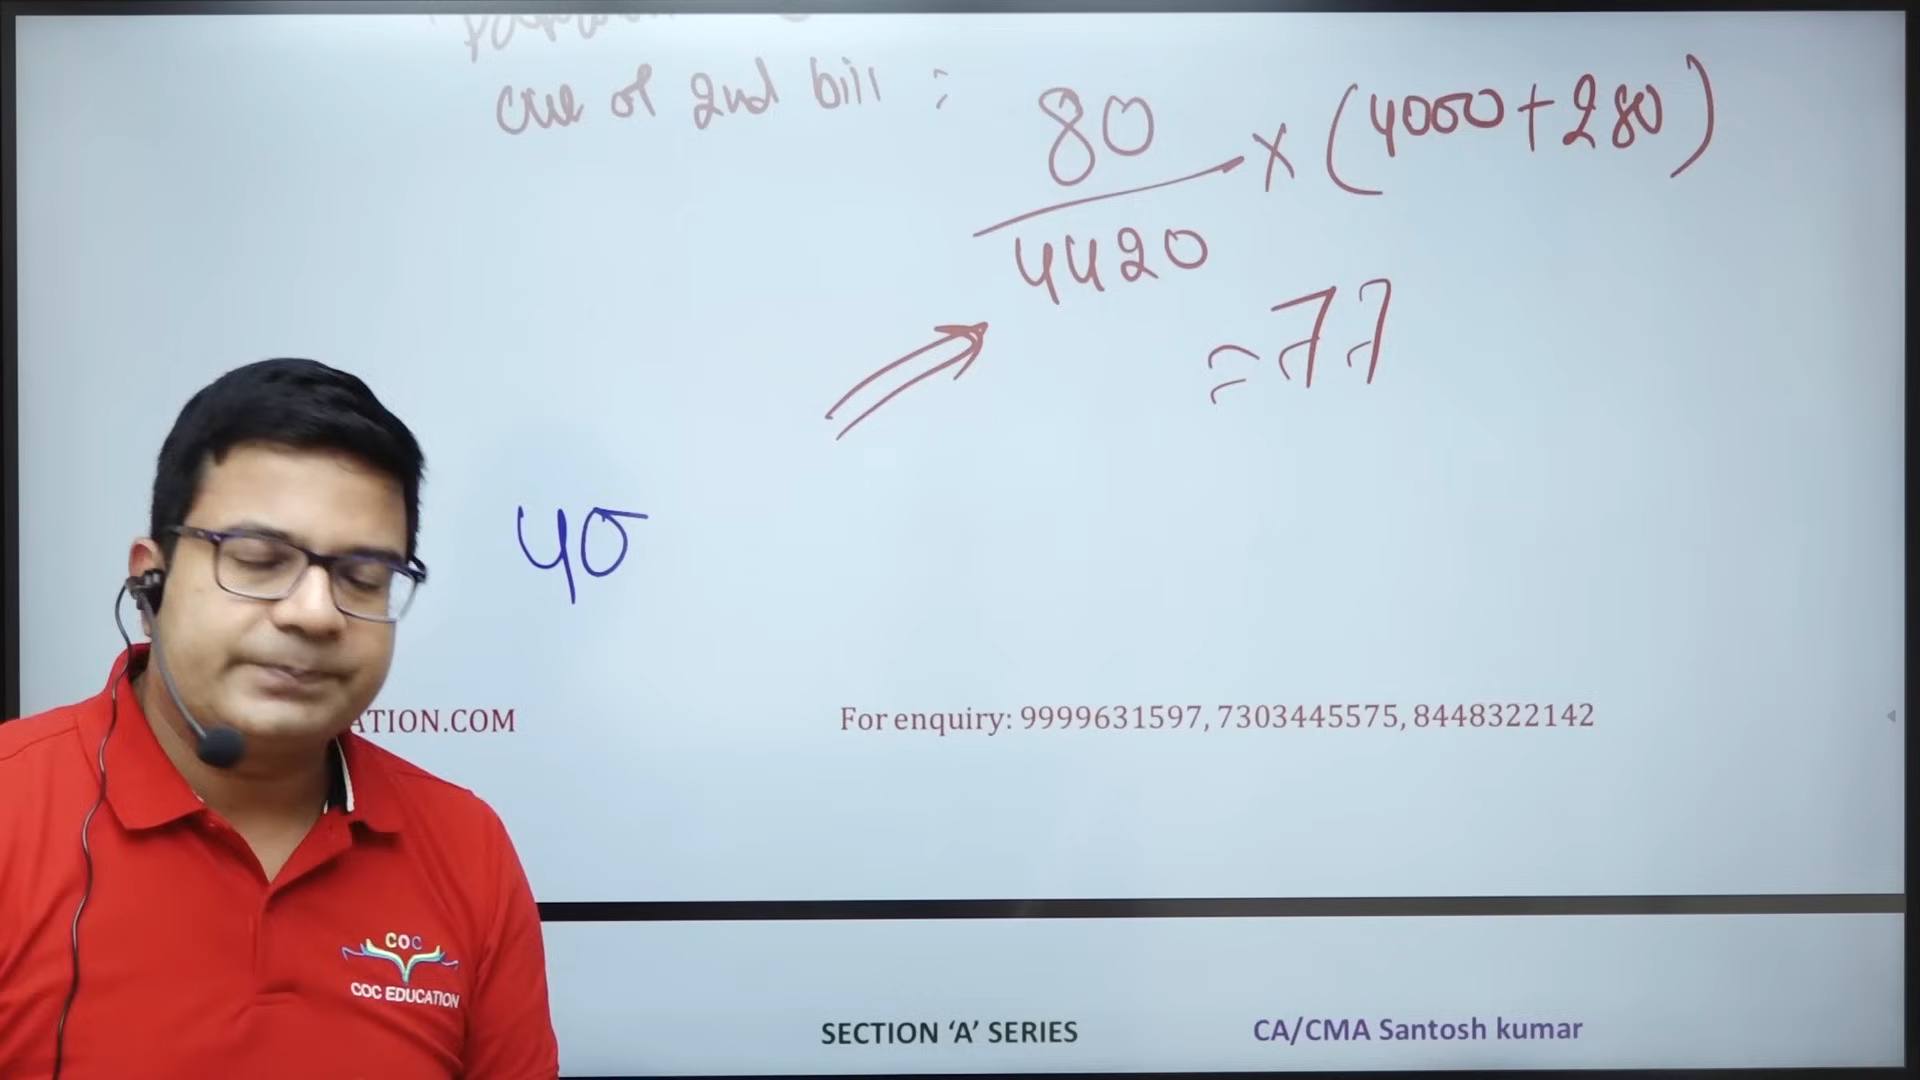 case of 2nd bill :
80
4420
× (4000 + 280)
= 77
40
ATION.COM
For enquiry: 9999631597, 7303445575, 8448322142
COC
COC EDUCATION
SECTION ‘A’ SERIES
CA/CMA Santosh kumar